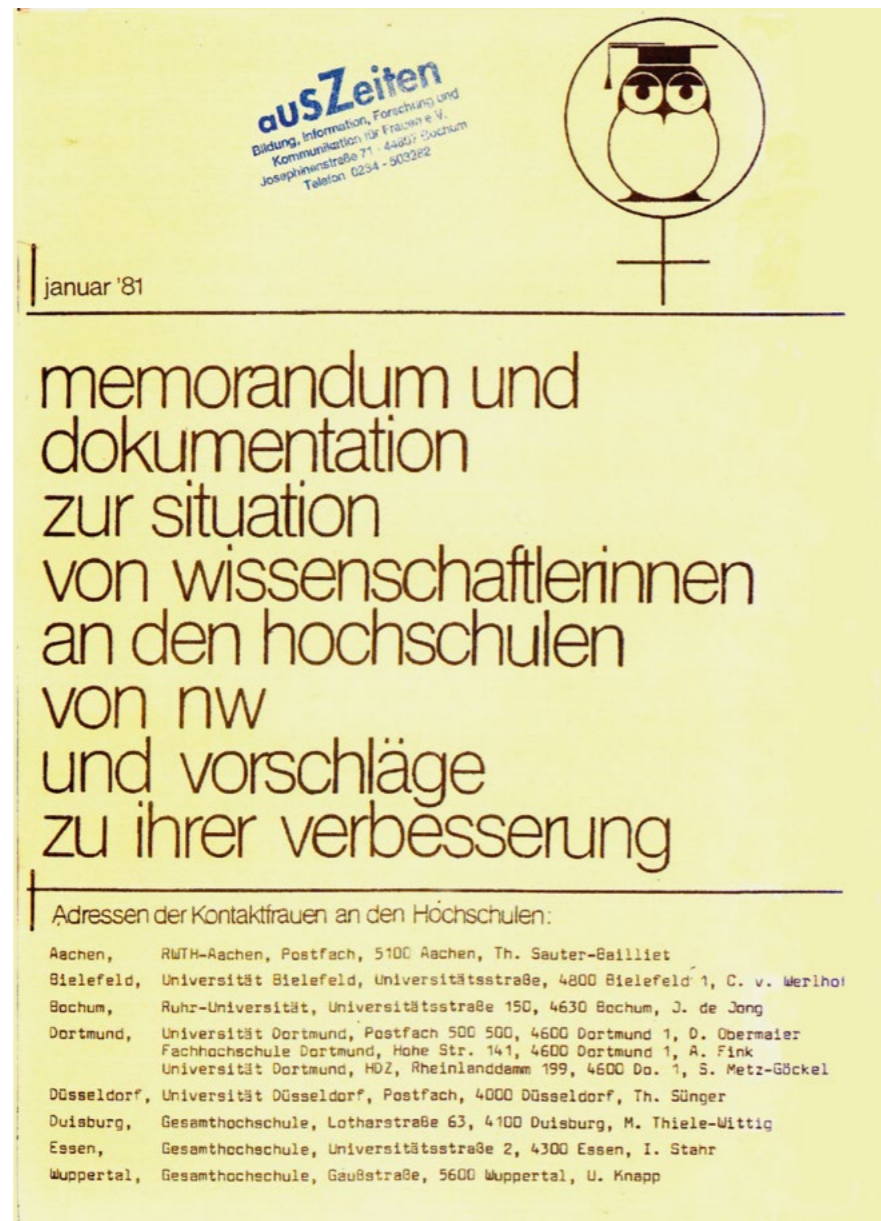 ausZeiten
Bildung, Information, Forschung und
Kommunikation für Frauen e.V.
Josephinenstraße 71 - 44807 Bochum
Telefon 0234 - 503282
januar '81
memorandum und
dokumentation
zur situation
von wissenschaftlerinnen
an den hochschulen
von nw
und vorschläge
zu ihrer verbesserung
Adressen der Kontaktfrauen an den Hochschulen:
Aachen, RWTH-Aachen, Postfach, 5100 Aachen, Th. Sauter-Bailliet
Bielefeld, Universität Bielefeld, Universitätsstraße, 4800 Bielefeld 1, C. v. Werlhof
Bochum, Ruhr-Universität, Universitätsstraße 150, 4630 Bochum, J. de Jong
Dortmund, Universität Dortmund, Postfach 500 500, 4600 Dortmund 1, D. Obermaier
Fachhochschule Dortmund, Hohe Str. 141, 4600 Dortmund 1, A. Fink
Universität Dortmund, HDZ, Rheinlanddamm 199, 4600 Do. 1, S. Metz-Göckel
Düsseldorf, Universität Düsseldorf, Postfach, 4000 Düsseldorf, Th. Sünger
Duisburg, Gesamthochschule, Lotharstraße 63, 4100 Duisburg, M. Thiele-Wittig
Essen, Gesamthochschule, Universitätsstraße 2, 4300 Essen, I. Stahr
Wuppertal, Gesamthochschule, Gaußstraße, 5600 Wuppertal, U. Knapp